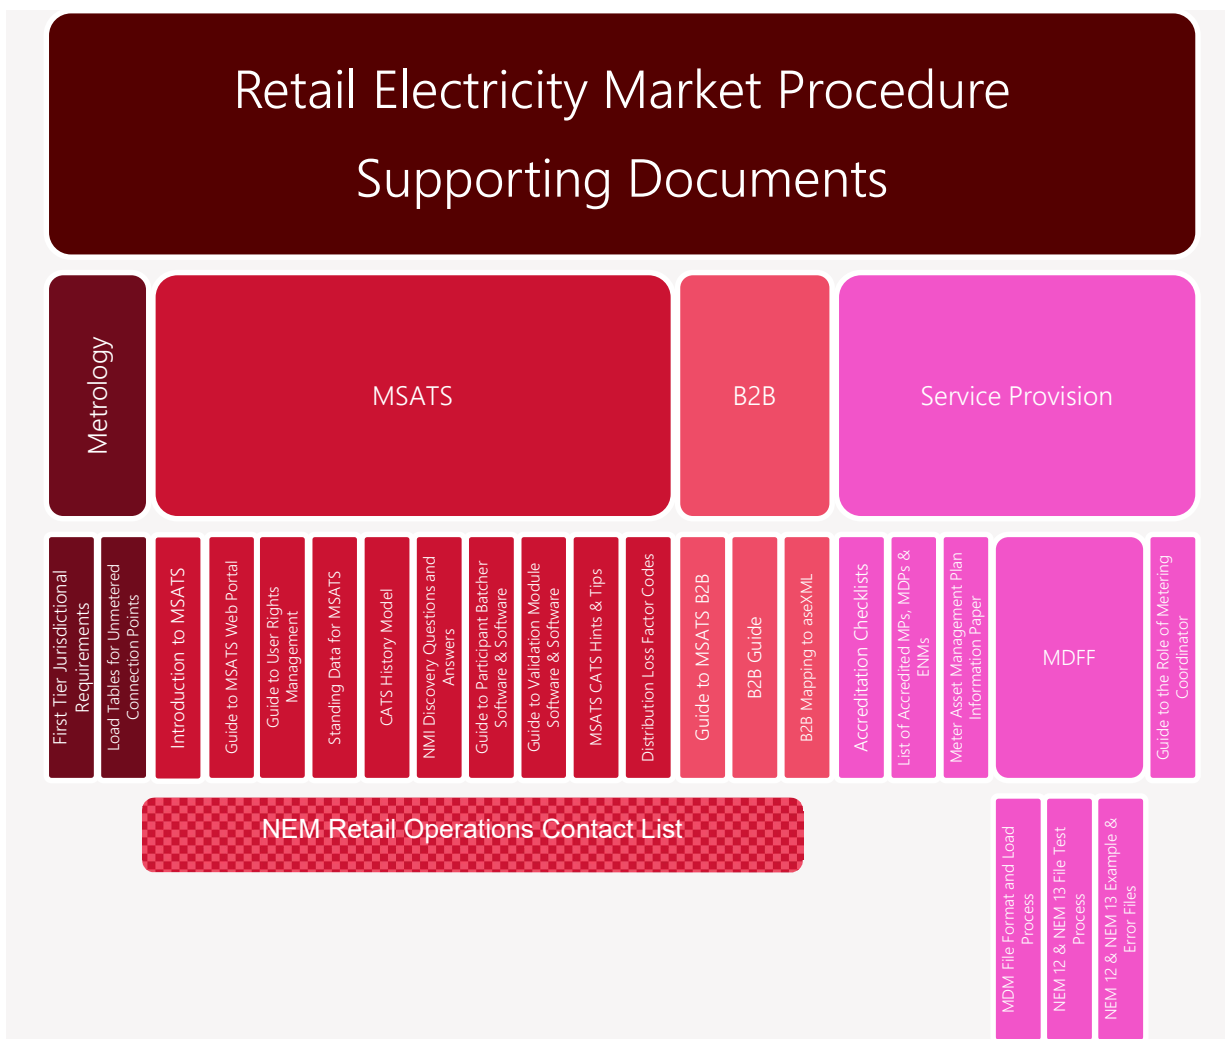 Retail Electricity Market Procedure
Supporting Documents
Metrology
MSATS
B2B
Service Provision
First Tier Jurisdictional
Requirements
Load Tables for Unmetered
Connection Points
Introduction to MSATS
Guide to MSATS Web Portal
Guide to User Rights
Management
Standing Data for MSATS
CATS History Model
NMI Discovery Questions and
Answers
Guide to Participant Batcher
Software & Software
Guide to Validation Module
Software & Software
MSATS CATS Hints & Tips
Distribution Loss Factor Codes
Guide to MSATS B2B
B2B Guide
B2B Mapping to aseXML
Accreditation Checklists
List of Accredited MPs, MDPs &
ENMs
Meter Asset Management Plan
Information Paper
MDFF
Guide to the Role of Metering
Coordinator
NEM Retail Operations Contact List
MDM File Format and Load
Process
NEM 12 & NEM 13 File Test
Process
NEM 12 & NEM 13 Example &
Error Files